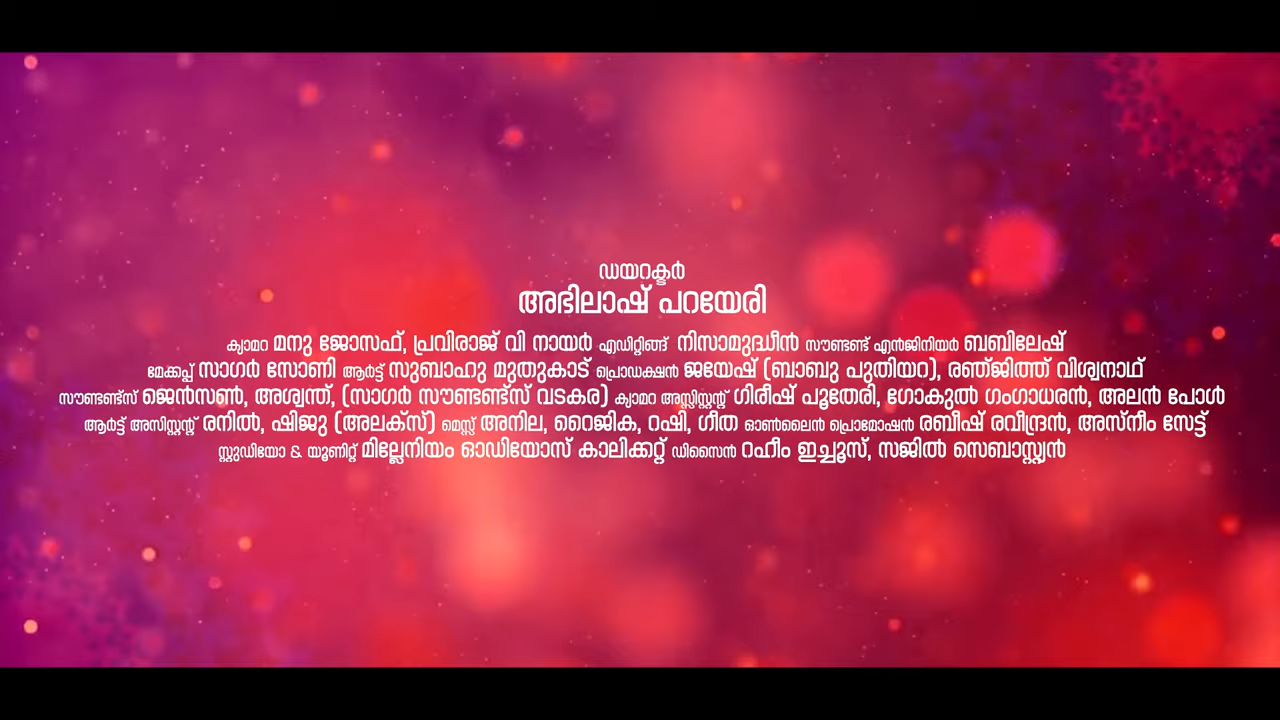 ഡയറക്ടർ
അഭിലാഷ് പറയേരി
ക്യാമറ മനു ജോസഫ്, പ്രവിരാജ് വി നായർ എഡിറ്റിങ്ങ് നിസാമുദ്ധീൻ സൗണ്ടണ്ട് എൻജിനിയർ ബബിലേഷ്
മേക്കപ്പ് സാഗർ സോണി ആർട്ട് സുബാഹു മുതുകാട് പ്രൊഡക്ഷൻ ജയേഷ് (ബാബു പുതിയറ), രഞ്ജിത്ത് വിശ്വനാഥ്
സൗണ്ടണ്ട്സ് ജെൻസൺ, അശ്വന്ത്, (സാഗർ സൗണ്ടണ്ട്സ് വടകര) ക്യാമറ അസ്സിസ്റ്റന്റ് ഗിരീഷ് പൂതേരി, ഗോകുൽ ഗംഗാധരൻ, അലൻ പോൾ
ആർട്ട് അസിസ്റ്റന്റ് രനിൽ, ഷിജു (അലക്സ്) മെസ്സ് അനില, റൈജിക, റഷി, ഗീത ഓൺലൈൻ പ്രൊമോഷൻ രബീഷ് രവീന്ദ്രൻ, അസ്നീം സേട്ട്
സ്റ്റുഡിയോ & യൂണിറ്റ് മില്ലേനിയം ഓഡിയോസ് കാലിക്കറ്റ് ഡിസൈൻ റഹീം ഇച്ചൂസ്, സജിൽ സെബാസ്റ്റ്യൻ